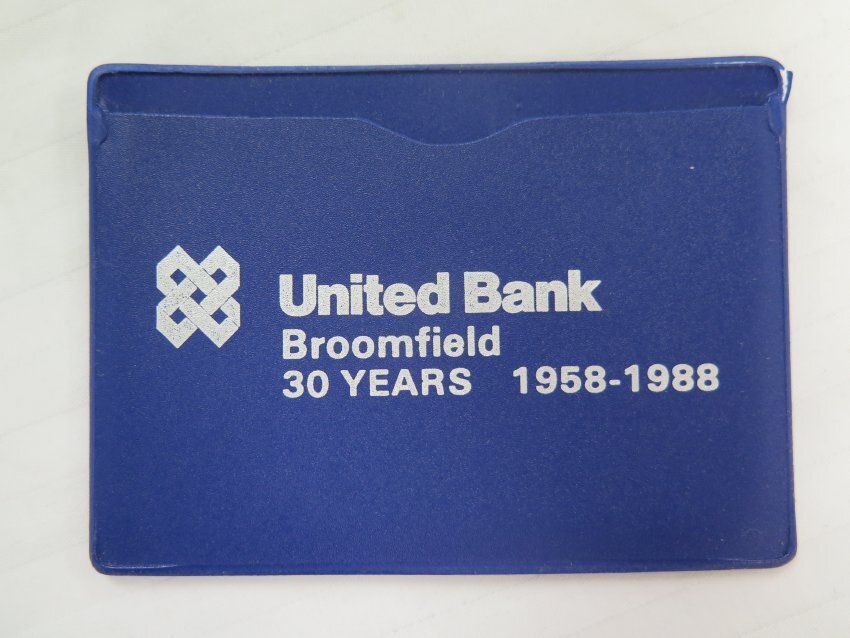 United Bank
Broomfield
30 YEARS 1958-1988